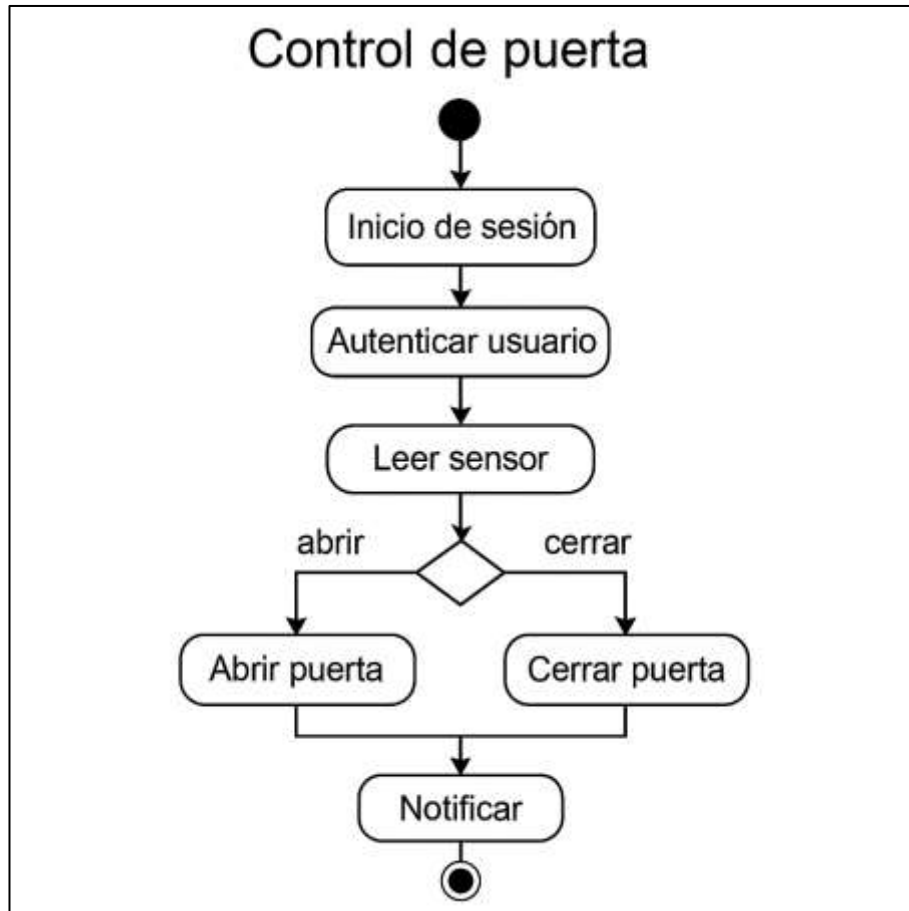 Control de puerta
Inicio de sesión
Autenticar usuario
Leer sensor
abrir
cerrar
Abrir puerta
Cerrar puerta
Notificar